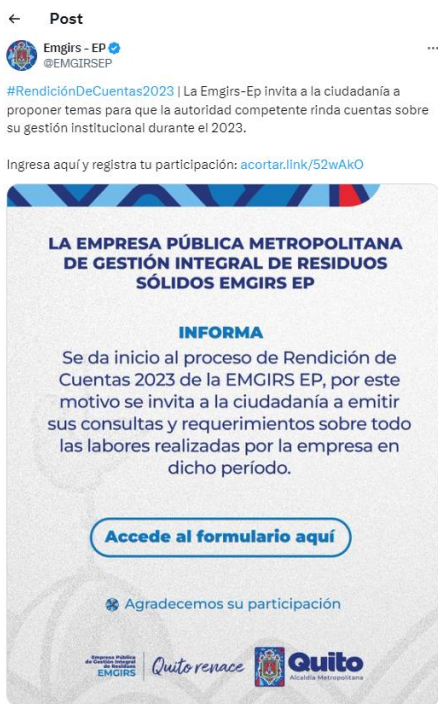 Post
Emgirs - EP
@EMGIRSEP
#RendiciónDeCuentas2023 | La Emgirs-Ep invita a la ciudadanía a
proponer temas para que la autoridad competente rinda cuentas sobre
su gestión institucional durante el 2023.
Ingresa aquí y registra tu participación: acortar.link/52wAkO
LA EMPRESA PÚBLICA METROPOLITANA
DE GESTIÓN INTEGRAL DE RESIDUOS
SÓLIDOS EMGIRS EP
INFORMA
Se da inicio al proceso de Rendición de
Cuentas 2023 de la EMGIRS EP, por este
motivo se invita a la ciudadanía a emitir
sus consultas y requerimientos sobre todo
las labores realizadas por la empresa en
dicho período.
Accede al formulario aquí
Agradecemos su participación
Empresa Pública
de Gestión Integral
de Residuos
EMGIRS
Quito renace
Quito
Alcaldía Metropolitana